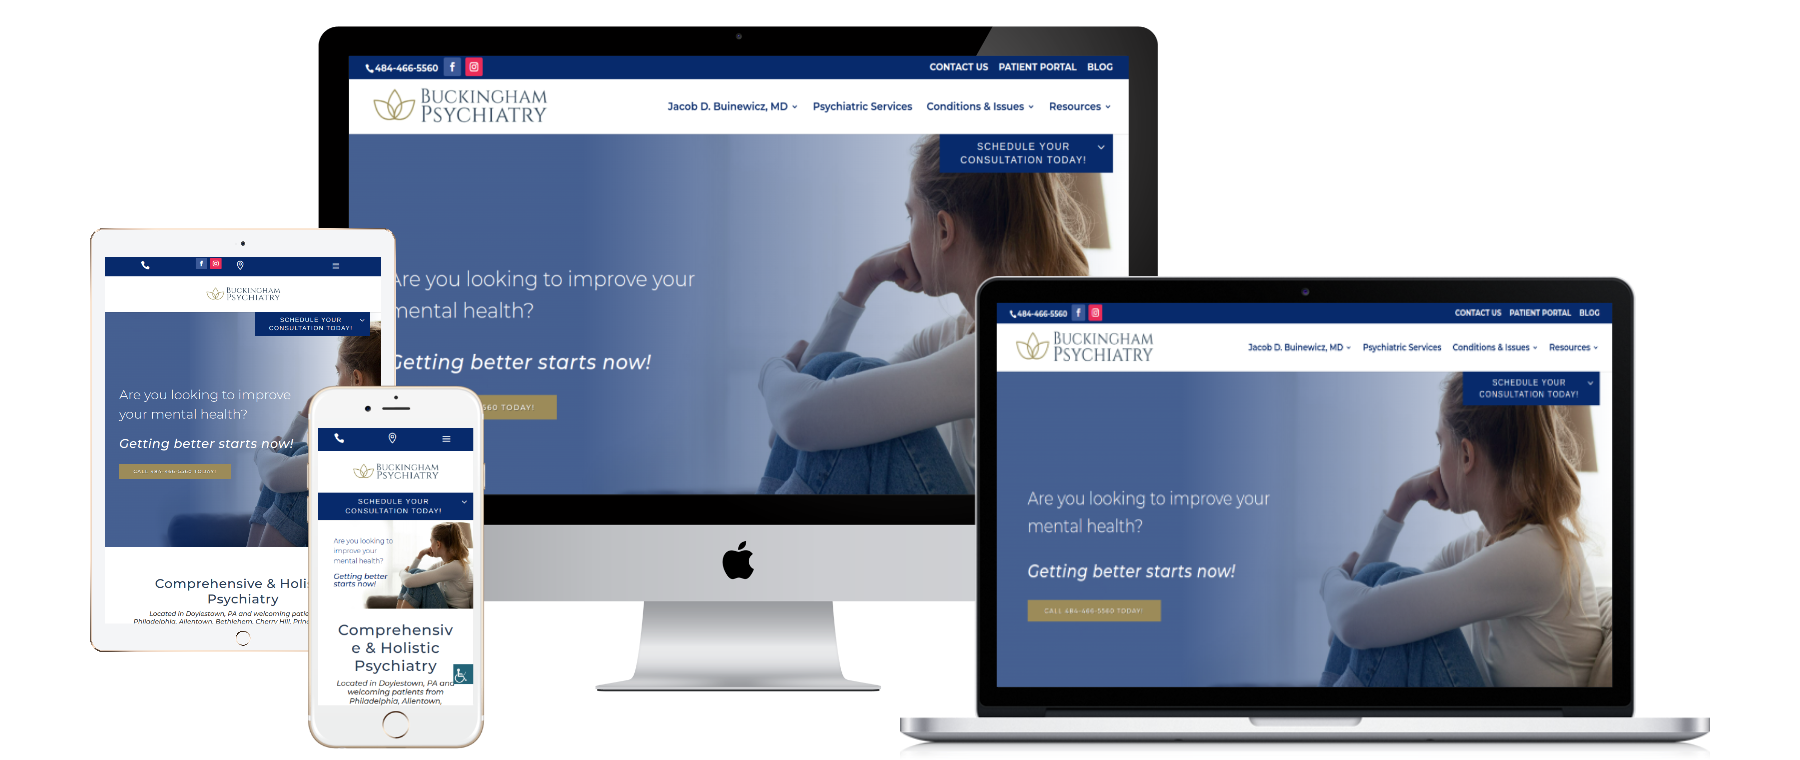 484-466-5560
CONTACT US PATIENT PORTAL BLOG
BUCKINGHAM
PSYCHIATRY
Jacob D. Buinewicz, MD Psychiatric Services Conditions & Issues Resources
SCHEDULE YOUR
CONSULTATION TODAY!
Are you looking to improve your
mental health?
Getting better starts now!
560 TODAY!
BUCKINGHAM
PSYCHIATRY
SCHEDULE YOUR
CONSULTATION TODAY!
Are you looking to improve
your mental health?
Getting better starts now!
CALL 484-466-5560 TODAY!
Comprehensive & Holis
Psychiatry
Located in Doylestown, PA and welcoming patie
Philadelphia, Allentown, Bethlehem, Cherry Hill, Prin
BUCKINGHAM
PSYCHIATRY
SCHEDULE YOUR
CONSULTATION TODAY!
Are you looking to
improve your
mental health?
Getting better
starts now!
Comprehensiv
e & Holistic
Psychiatry
Located in Doylestown, PA and
welcoming patients from
Philadelphia, Allentown,
484-466-5560
CONTACT US PATIENT PORTAL BLOG
BUCKINGHAM
PSYCHIATRY
Jacob D. Buinewicz, MD Psychiatric Services Conditions & Issues Resources
SCHEDULE YOUR
CONSULTATION TODAY!
Are you looking to improve your
mental health?
Getting better starts now!
CALL 484-466-5560 TODAY!